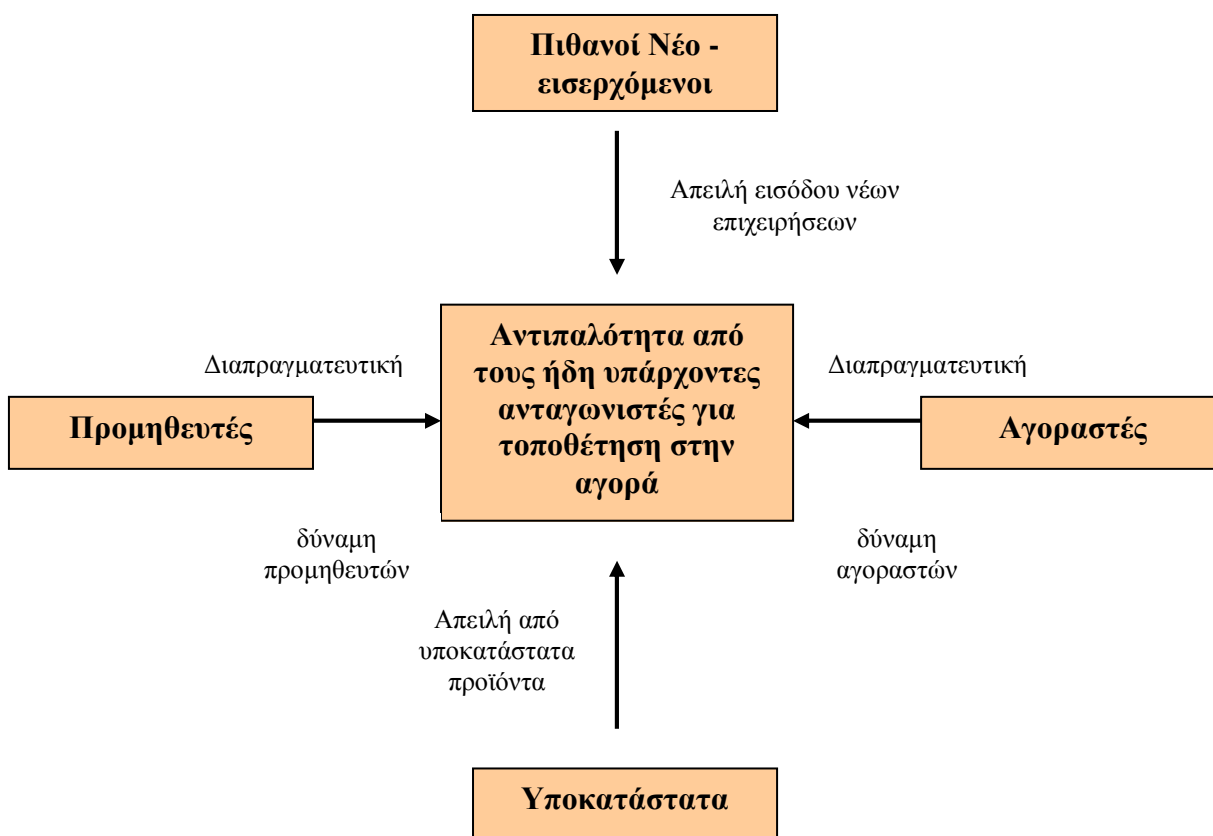 Πιθανοί Νέο -
εισερχόμενοι
Απειλή εισόδου νέων
επιχειρήσεων
Αντιπαλότητα από
τους ήδη υπάρχοντες
ανταγωνιστές για
τοποθέτηση στην
αγορά
Διαπραγματευτική
Προμηθευτές
δύναμη
προμηθευτών
Διαπραγματευτική
Αγοραστές
δύναμη
αγοραστών
Απειλή από
υποκατάστατα
προϊόντα
Υποκατάστατα